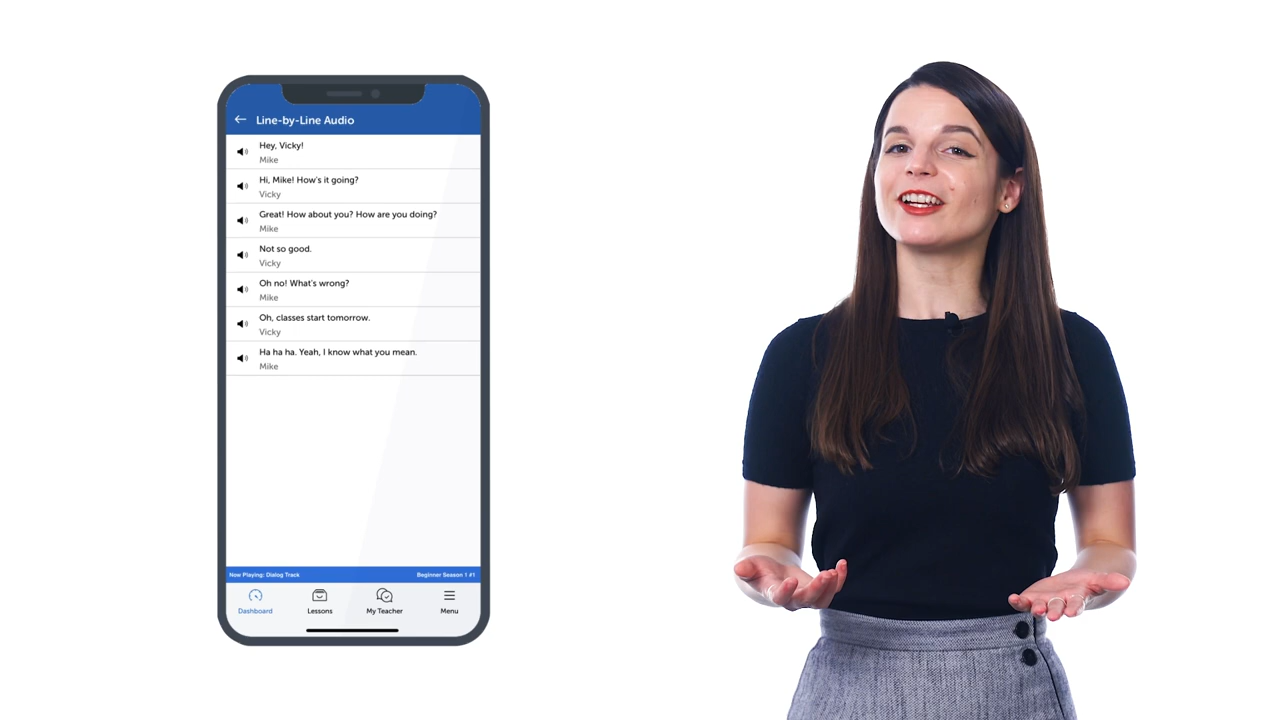 Line-by-Line Audio
Hey, Vicky!
Mike
Hi, Mike! How's it going?
Vicky
Great! How about you? How are you doing?
Mike
Not so good.
Vicky
Oh no! What's wrong?
Mike
Oh, classes start tomorrow.
Vicky
Ha ha ha. Yeah, I know what you mean.
Mike
Now Playing: Dialog Track Beginner Season 1 #1
Dashboard Lessons My Teacher Menu